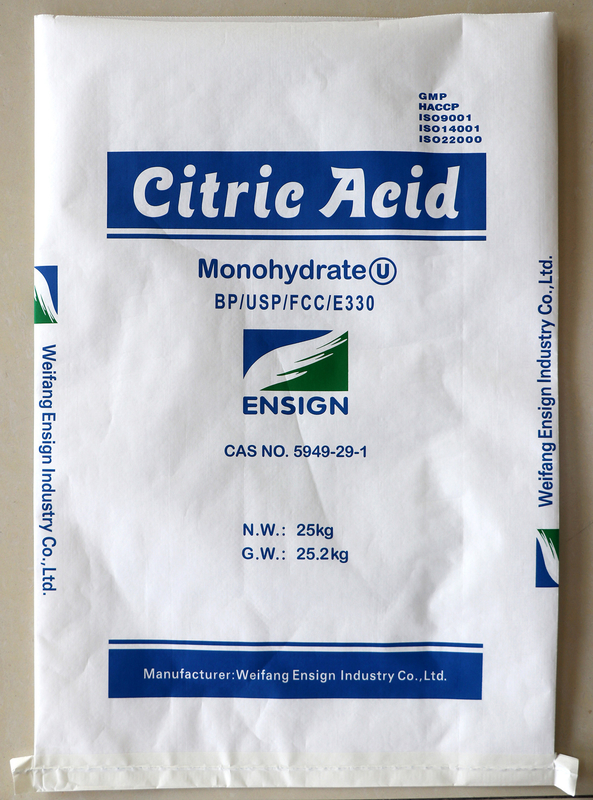 GMP
HACCP
ISO9001
ISO14001
ISO22000
Citric Acid
Monohydrate Ⓤ
BP/USP/FCC/E330
ENSIGN
CAS NO. 5949-29-1
N.W.: 25kg
G.W.: 25.2kg
Manufacturer:Weifang Ensign Industry Co.,Ltd.
Weifang Ensign Industry Co.,Ltd.
Weifang Ensign Industry Co.,Ltd.